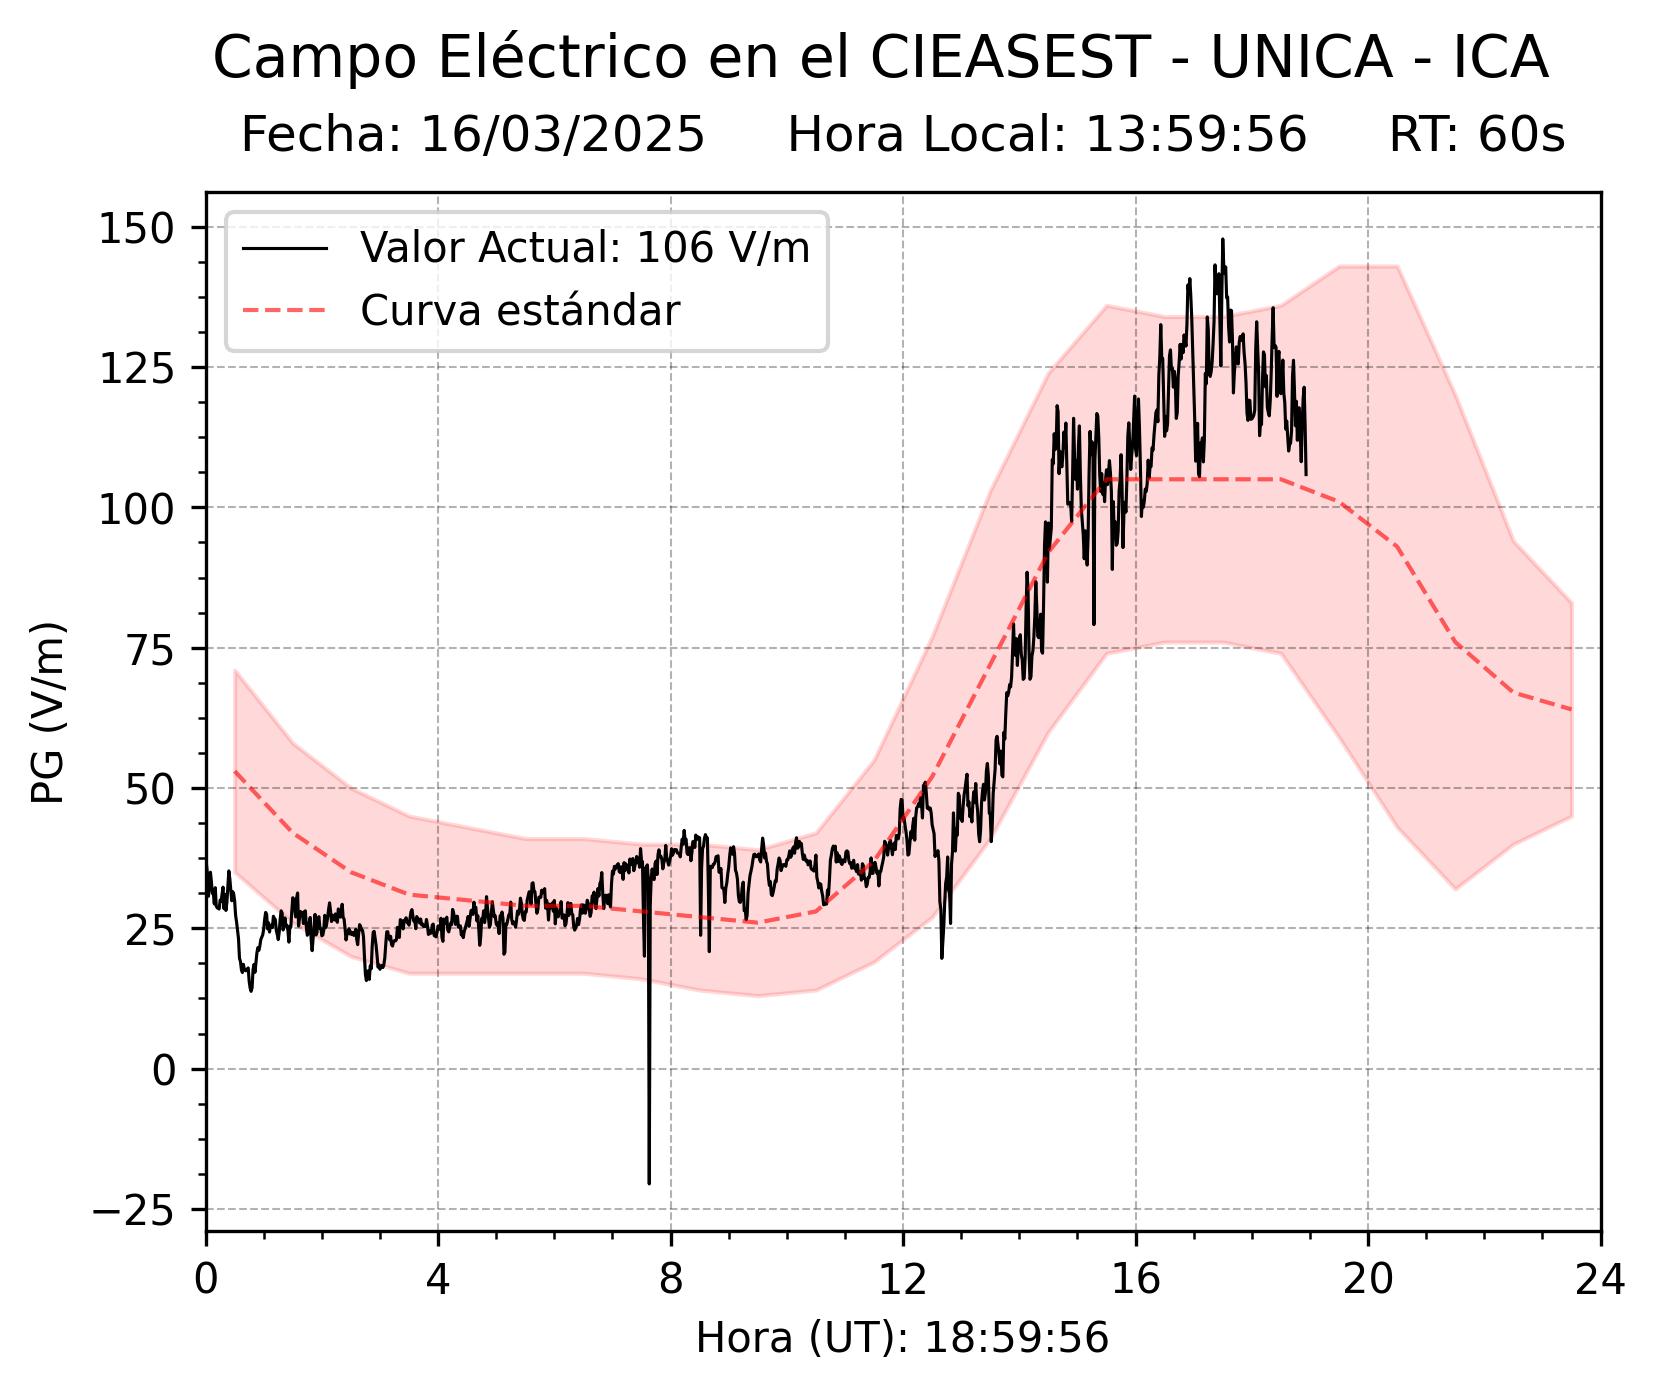 Campo Eléctrico en el CIEASEST - UNICA - ICA
Fecha: 16/03/2025 Hora Local: 13:59:56 RT: 60s
Valor Actual: 106 V/m
Curva estándar
PG (V/m)
150
125
100
75
50
25
0
−25
0 4 8 12 16 20 24
Hora (UT): 18:59:56